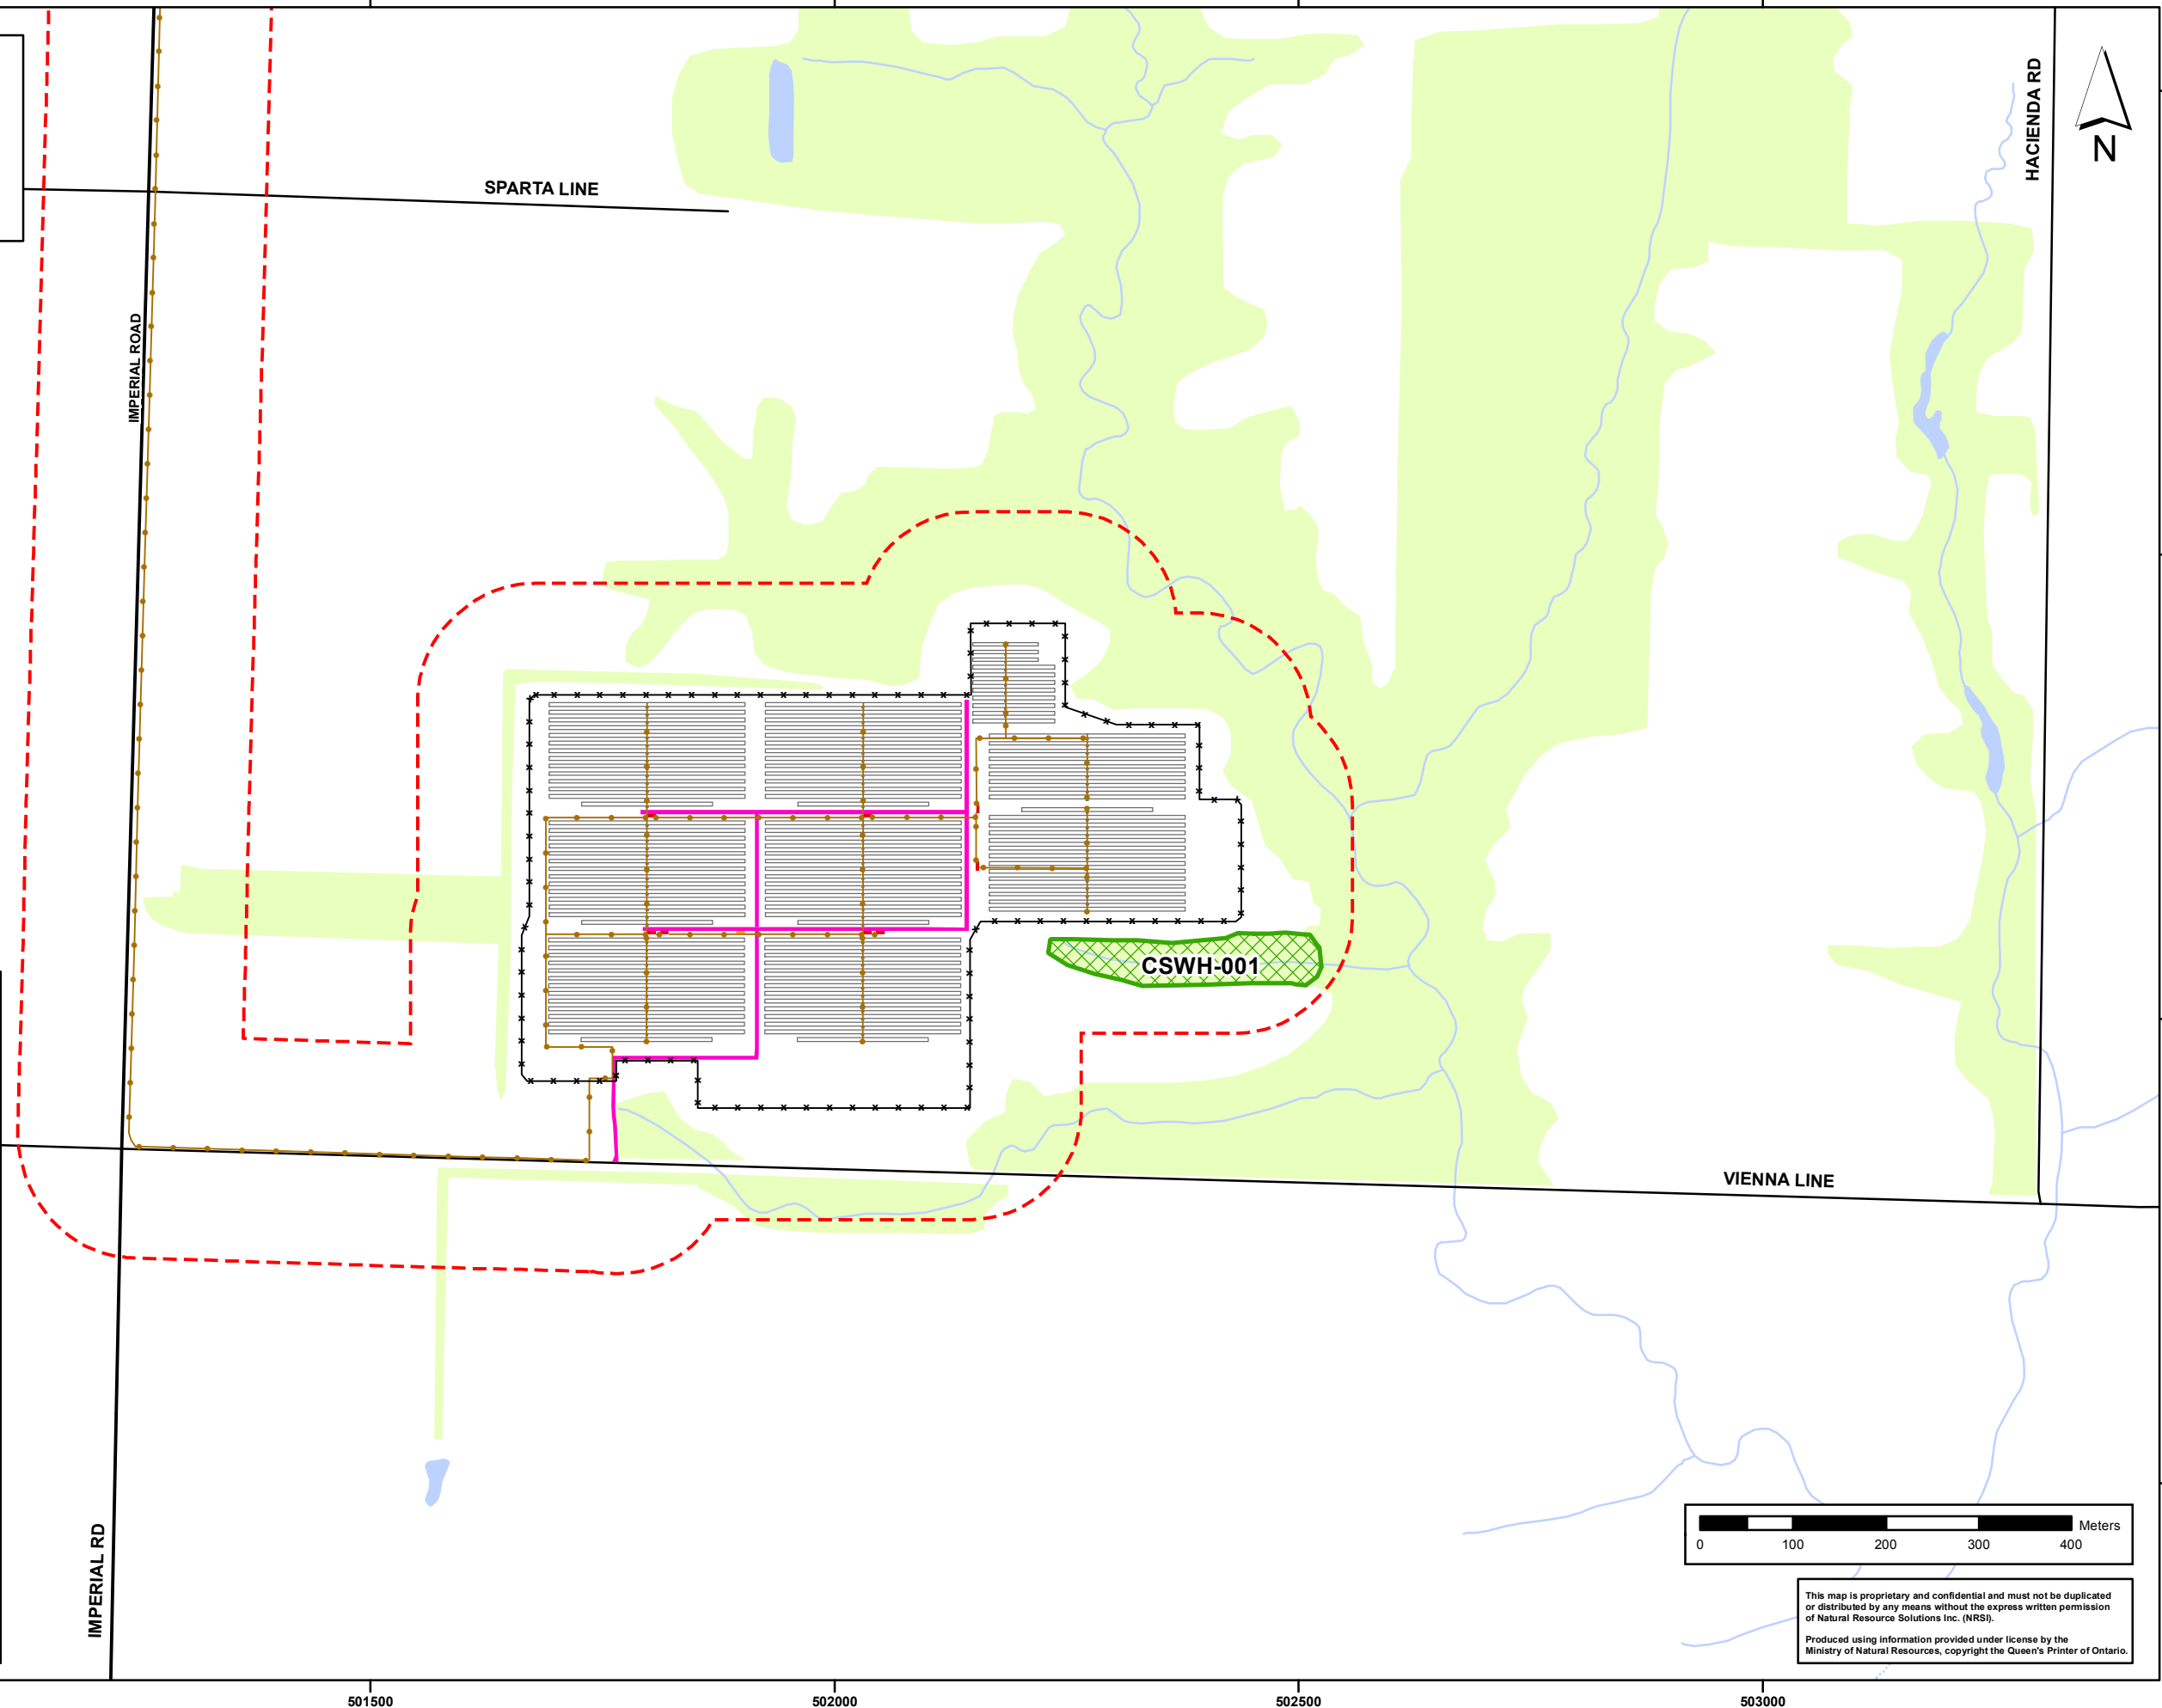 HACIENDA RD
N
SPARTA LINE
IMPERIAL ROAD
CSWH-001
VIENNA LINE
IMPERIAL RD
Meters
0 100 200 300 400
This map is proprietary and confidential and must not be duplicated
or distributed by any means without the express written permission
of Natural Resource Solutions Inc. (NRSI).
Produced using information provided under license by the
Ministry of Natural Resources, copyright the Queen's Printer of Ontario.
501500 502000 502500 503000